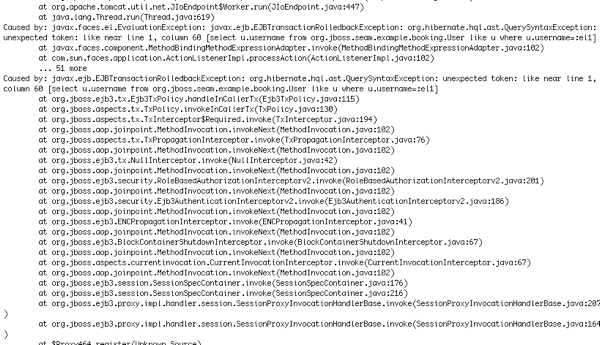 at org.apache.tomcat.util.net.JIoEndpoint$Worker.run(JIoEndpoint.java:447)
at java.lang.Thread.run(Thread.java:619)
Caused by: javax.faces.el.EvaluationException: javax.ejb.EJBTransactionRolledbackException: org.hibernate.hql.ast.QuerySyntaxException:
unexpected token: like near line 1, column 60 [select u.username from org.jboss.seam.example.booking.User like u where u.username=:el1]
at javax.faces.component.MethodBindingMethodExpressionAdapter.invoke(MethodBindingMethodExpressionAdapter.java:102)
at com.sun.faces.application.ActionListenerImpl.processAction(ActionListenerImpl.java:102)
... 51 more
Caused by: javax.ejb.EJBTransactionRolledbackException: org.hibernate.hql.ast.QuerySyntaxException: unexpected token: like near line 1,
column 60 [select u.username from org.jboss.seam.example.booking.User like u where u.username=:el1]
at org.jboss.ejb3.tx.Ejb3TxPolicy.handleInCallerTx(Ejb3TxPolicy.java:115)
at org.jboss.aspects.tx.TxPolicy.invokeInCallerTx(TxPolicy.java:130)
at org.jboss.aspects.tx.TxInterceptor$Required.invoke(TxInterceptor.java:194)
at org.jboss.aop.joinpoint.MethodInvocation.invokeNext(MethodInvocation.java:102)
at org.jboss.aspects.tx.TxPropagationInterceptor.invoke(TxPropagationInterceptor.java:76)
at org.jboss.aop.joinpoint.MethodInvocation.invokeNext(MethodInvocation.java:102)
at org.jboss.ejb3.tx.NullInterceptor.invoke(NullInterceptor.java:42)
at org.jboss.aop.joinpoint.MethodInvocation.invokeNext(MethodInvocation.java:102)
at org.jboss.ejb3.security.RoleBasedAuthorizationInterceptorv2.invoke(RoleBasedAuthorizationInterceptorv2.java:201)
at org.jboss.aop.joinpoint.MethodInvocation.invokeNext(MethodInvocation.java:102)
at org.jboss.ejb3.security.Ejb3AuthenticationInterceptorv2.invoke(Ejb3AuthenticationInterceptorv2.java:186)
at org.jboss.aop.joinpoint.MethodInvocation.invokeNext(MethodInvocation.java:102)
at org.jboss.ejb3.ENCPropagationInterceptor.invoke(ENCPropagationInterceptor.java:41)
at org.jboss.aop.joinpoint.MethodInvocation.invokeNext(MethodInvocation.java:102)
at org.jboss.ejb3.BlockContainerShutdownInterceptor.invoke(BlockContainerShutdownInterceptor.java:67)
at org.jboss.aop.joinpoint.MethodInvocation.invokeNext(MethodInvocation.java:102)
at org.jboss.aspects.currentinvocation.CurrentInvocationInterceptor.invoke(CurrentInvocationInterceptor.java:67)
at org.jboss.aop.joinpoint.MethodInvocation.invokeNext(MethodInvocation.java:102)
at org.jboss.ejb3.session.SessionSpecContainer.invoke(SessionSpecContainer.java:176)
at org.jboss.ejb3.session.SessionSpecContainer.invoke(SessionSpecContainer.java:216)
at org.jboss.ejb3.proxy.impl.handler.session.SessionProxyInvocationHandlerBase.invoke(SessionProxyInvocationHandlerBase.java:207
)
at org.jboss.ejb3.proxy.impl.handler.session.SessionProxyInvocationHandlerBase.invoke(SessionProxyInvocationHandlerBase.java:164
)
at $Proxy464.register(Unknown Source)